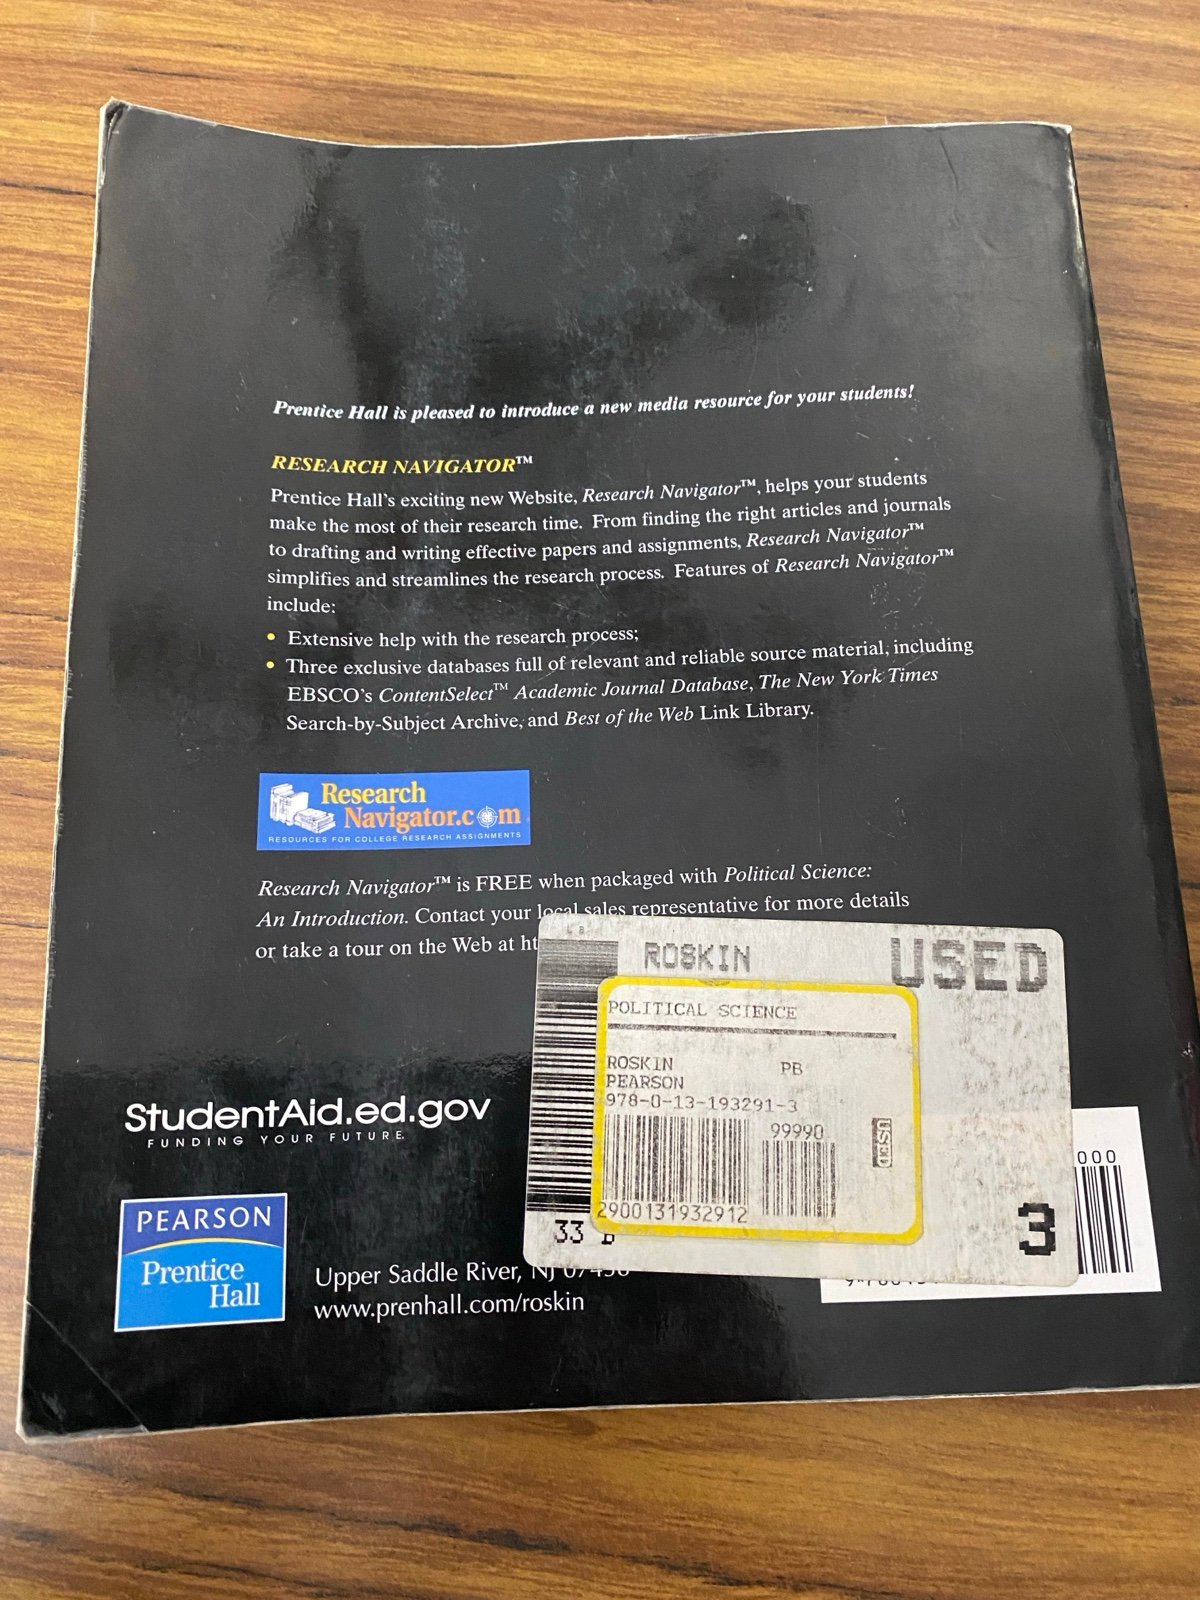 Prentice Hall is pleased to introduce a new media resource for your students!
RESEARCH NAVIGATOR™
Prentice Hall's exciting new Website, Research Navigator™, helps your students
make the most of their research time. From finding the right articles and journals
to drafting and writing effective papers and assignments, Research Navigator™
simplifies and streamlines the research process. Features of Research Navigator™
include:
• Extensive help with the research process;
• Three exclusive databases full of relevant and reliable source material, including
EBSCO's ContentSelect™ Academic Journal Database, The New York Times
Search-by-Subject Archive, and Best of the Web Link Library.
Research
Navigator.com
RESOURCES FOR COLLEGE RESEARCH ASSIGNMENTS
Research Navigator™ is FREE when packaged with Political Science:
An Introduction. Contact your local sales representative for more details
or take a tour on the Web at ht
ROSKIN
USED
POLITICAL SCIENCE
ROSKIN PB
PEARSON
978-0-13-193291-3
99990
USED
2900131932912
33
3
000
StudentAid.ed.gov
FUNDING YOUR FUTURE.
PEARSON
Prentice
Hall
Upper Saddle River, NJ
www.prenhall.com/roskin